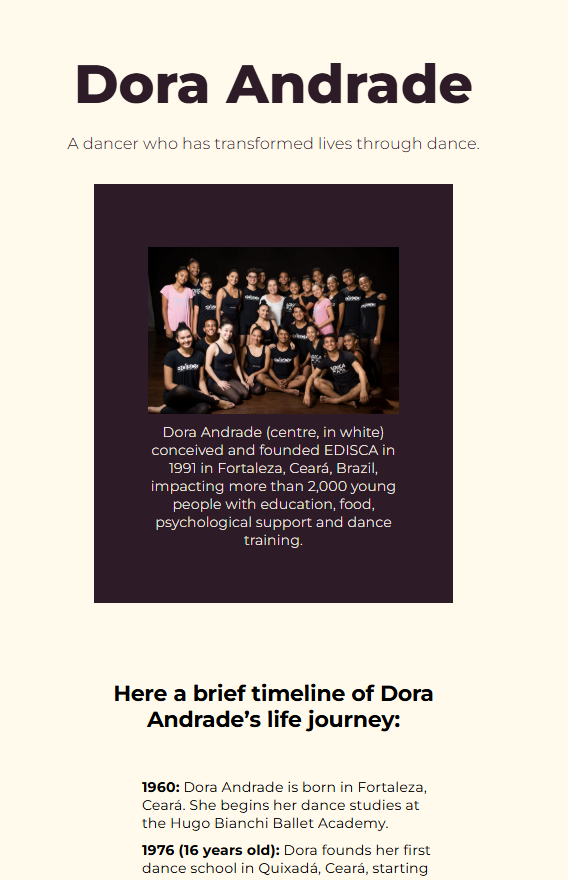 Dora Andrade
A dancer who has transformed lives through dance.
Dora Andrade (centre, in white)
conceived and founded EDISCA in
1991 in Fortaleza, Ceará, Brazil,
impacting more than 2,000 young
people with education, food,
psychological support and dance
training.
Here a brief timeline of Dora
Andrade’s life journey:
1960: Dora Andrade is born in Fortaleza,
Ceará. She begins her dance studies at
the Hugo Bianchi Ballet Academy.
1976 (16 years old): Dora founds her first
dance school in Quixadá, Ceará, starting